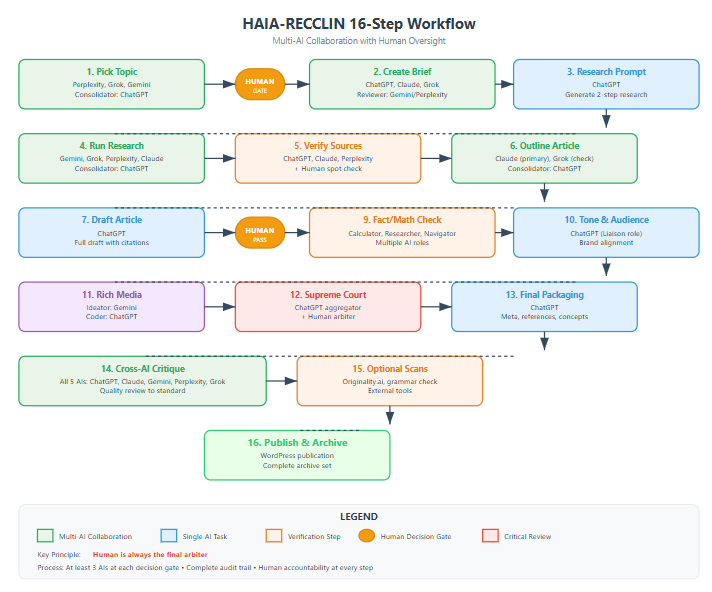 HAIA-RECCLIN 16-Step Workflow
Multi-AI Collaboration with Human Oversight
1. Pick Topic
Perplexity, Grok, Gemini
Consolidator: ChatGPT
HUMAN
GATE
2. Create Brief
ChatGPT, Claude, Grok
Reviewer: Gemini/Perplexity
3. Research Prompt
ChatGPT
Generate 2-step research
4. Run Research
Gemini, Grok, Perplexity, Claude
Consolidator: ChatGPT
5. Verify Sources
ChatGPT, Claude, Perplexity
+ Human spot check
6. Outline Article
Claude (primary), Grok (check)
Consolidator: ChatGPT
7. Draft Article
ChatGPT
Full draft with citations
HUMAN
PASS
9. Fact/Math Check
Calculator, Researcher, Navigator
Multiple AI roles
10. Tone & Audience
ChatGPT (Liaison role)
Brand alignment
11. Rich Media
Ideator: Gemini
Coder: ChatGPT
12. Supreme Court
ChatGPT aggregator
+ Human arbiter
13. Final Packaging
ChatGPT
Meta, references, concepts
14. Cross-AI Critique
All 5 AIs: ChatGPT, Claude, Gemini, Perplexity, Grok
Quality review to standard
15. Optional Scans
Originality.ai, grammar check
External tools
16. Publish & Archive
WordPress publication
Complete archive set
LEGEND
Multi-AI Collaboration
Single AI Task
Verification Step
Human Decision Gate
Critical Review
Key Principle: Human is always the final arbiter
Process: At least 3 AIs at each decision gate • Complete audit trail • Human accountability at every step